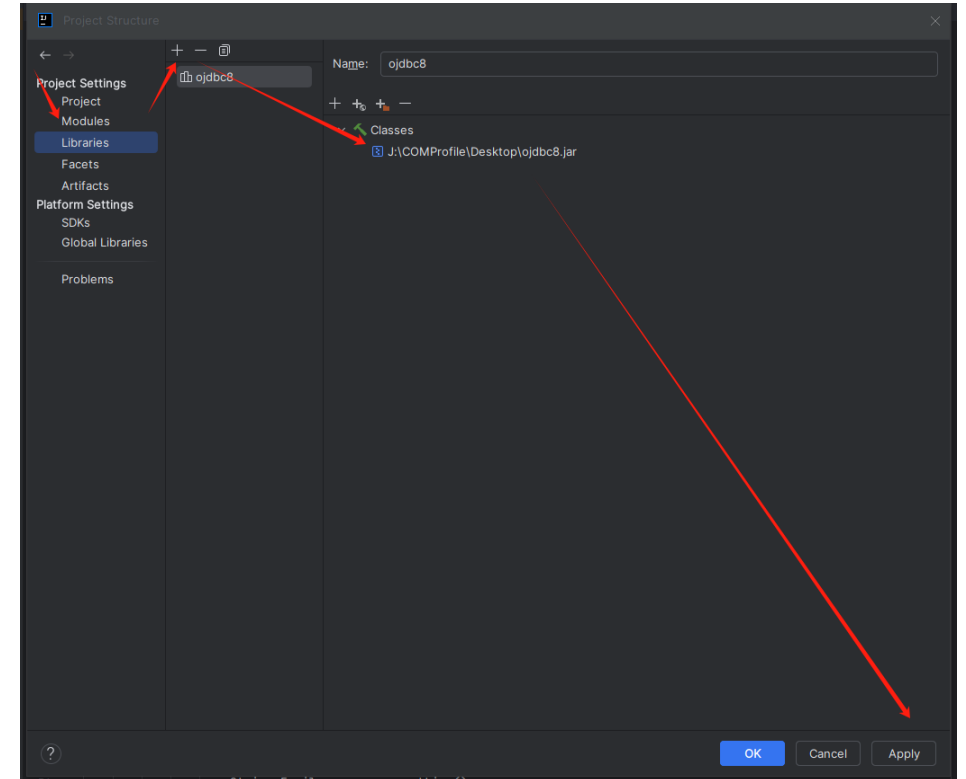 Project Structure
Project Settings
Project
Modules
Libraries
Facets
Artifacts
Platform Settings
SDKs
Global Libraries
Problems
ojdbc8
Name: ojdbc8
Classes
J:\COMProfile\Desktop\ojdbc8.jar
?
OK Cancel Apply